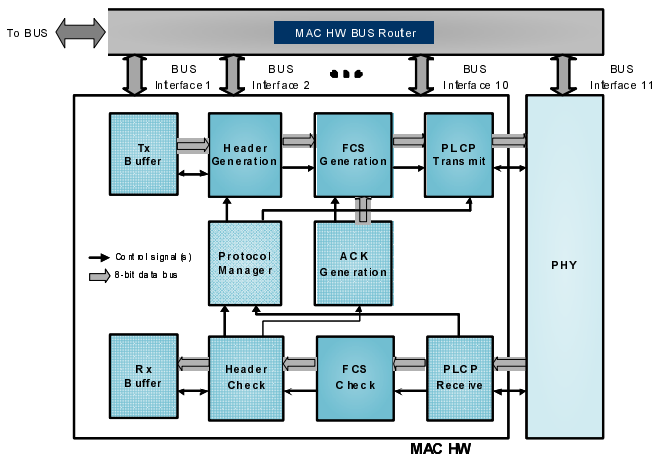 MAC HW BUS Router
To BUS
BUS
Interface 1
BUS
Interface 2
BUS
Interface 10
BUS
Interface 11
Tx
Buffer
Header
Generation
FCS
Generation
PLCP
Transmit
Protocol
Manager
ACK
Generation
Control signal(s)
8-bit data bus
PHY
Rx
Buffer
Header
Check
FCS
Check
PLCP
Receive
MAC HW